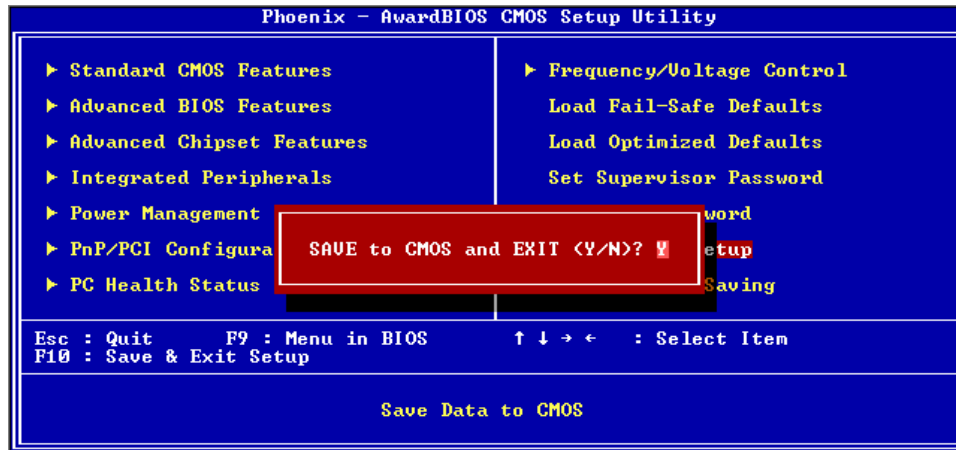 Phoenix - AwardBIOS CMOS Setup Utility
Standard CMOS Features
Advanced BIOS Features
Advanced Chipset Features
Integrated Peripherals
Power Management
PnP/PCI Configura
PC Health Status
Frequency/Voltage Control
Load Fail-Safe Defaults
Load Optimized Defaults
Set Supervisor Password
word
etup
Saving
SAVE to CMOS and EXIT (Y/N)? Y
Esc : Quit F9 : Menu in BIOS ↑ ↓ → ← : Select Item
F10 : Save & Exit Setup
Save Data to CMOS